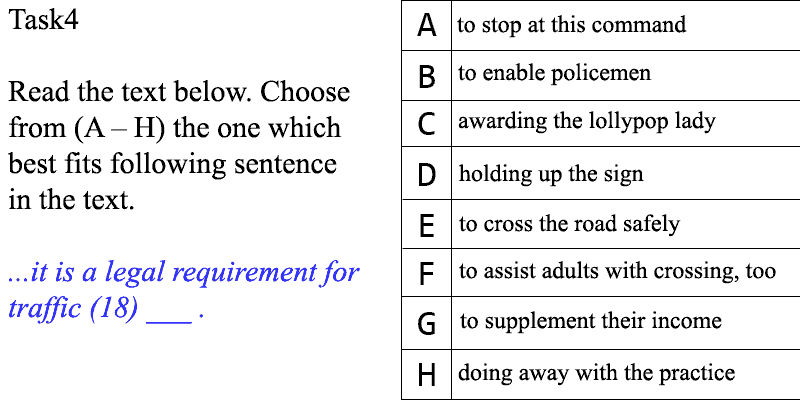 Task4
Read the text below. Choose
from (A – H) the one which
best fits following sentence
in the text.
...it is a legal requirement for
traffic (18) ___ .
A to stop at this command
B to enable policemen
C awarding the lollypop lady
D holding up the sign
E to cross the road safely
F to assist adults with crossing, too
G to supplement their income
H doing away with the practice